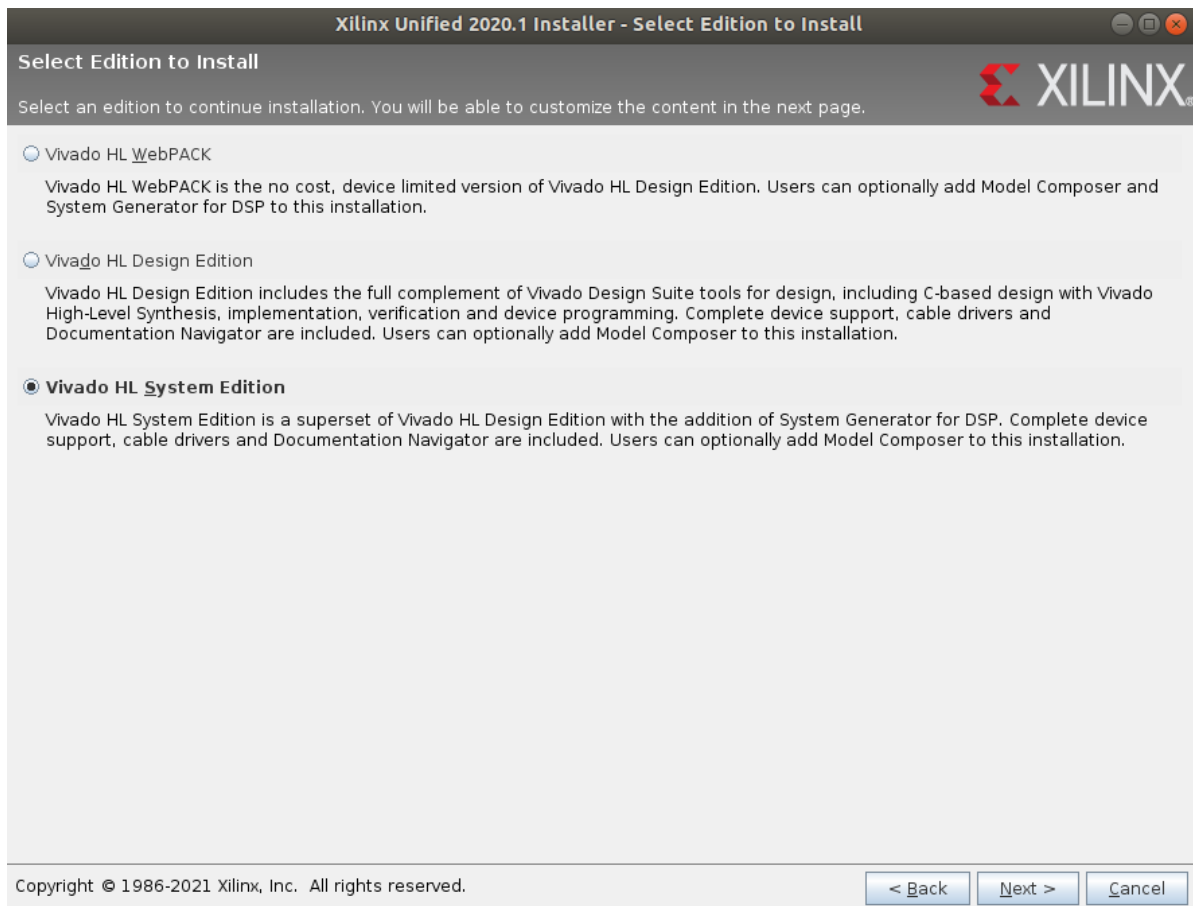 Xilinx Unified 2020.1 Installer - Select Edition to Install
Select Edition to Install
XILINX®
Select an edition to continue installation. You will be able to customize the content in the next page.
Vivado HL WebPACK
Vivado HL WebPACK is the no cost, device limited version of Vivado HL Design Edition. Users can optionally add Model Composer and
System Generator for DSP to this installation.
Vivado HL Design Edition
Vivado HL Design Edition includes the full complement of Vivado Design Suite tools for design, including C-based design with Vivado
High-Level Synthesis, implementation, verification and device programming. Complete device support, cable drivers and
Documentation Navigator are included. Users can optionally add Model Composer to this installation.
Vivado HL System Edition
Vivado HL System Edition is a superset of Vivado HL Design Edition with the addition of System Generator for DSP. Complete device
support, cable drivers and Documentation Navigator are included. Users can optionally add Model Composer to this installation.
Copyright © 1986-2021 Xilinx, Inc. All rights reserved.
< Back Next > Cancel